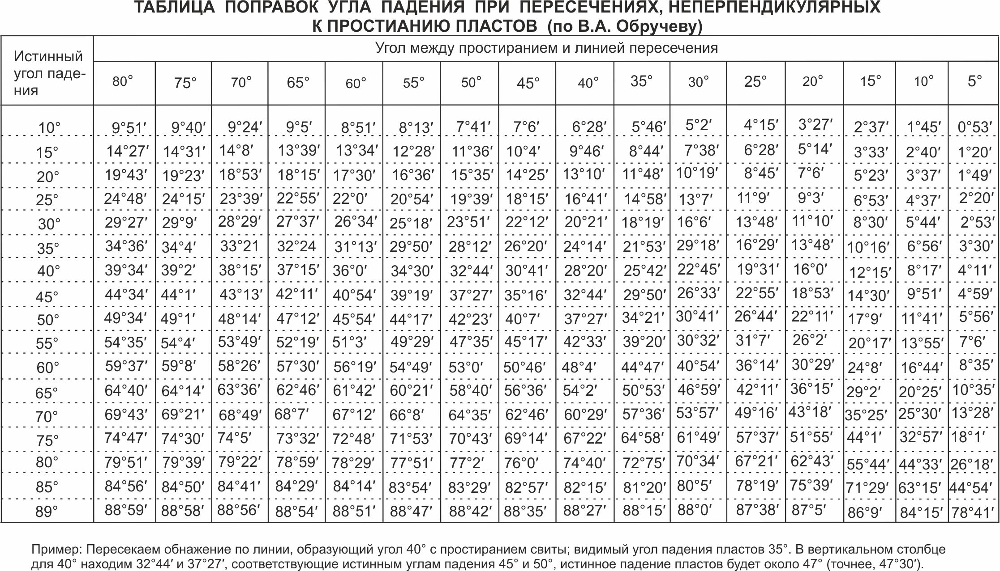 ТАБЛИЦА ПОПРАВОК УГЛА ПАДЕНИЯ ПРИ ПЕРЕСЕЧЕНИЯХ, НЕПЕРПЕНДИКУЛЯРНЫХ
К ПРОСТИАНИЮ ПЛАСТОВ (по В.А. Обручеву)
Истинный
угол паде-
ния
Угол между простиранием и линией пересечения
80° 75° 70° 65° 60° 55° 50° 45° 40° 35° 30° 25° 20° 15° 10° 5°
10° 9°51′ 9°40′ 9°24′ 9°5′ 8°51′ 8°13′ 7°41′ 7°6′ 6°28′ 5°46′ 5°2′ 4°15′ 3°27′ 2°37′ 1°45′ 0°53′
15° 14°27′ 14°31′ 14°8′ 13°39′ 13°34′ 12°28′ 11°36′ 10°4′ 9°46′ 8°44′ 7°38′ 6°28′ 5°14′ 3°33′ 2°40′ 1°20′
20° 19°43′ 19°23′ 18°53′ 18°15′ 17°30′ 16°36′ 15°35′ 14°25′ 13°10′ 11°48′ 10°19′ 8°45′ 7°6′ 5°23′ 3°37′ 1°49′
25° 24°48′ 24°15′ 23°39′ 22°55′ 22°0′ 20°54′ 19°39′ 18°15′ 16°41′ 14°58′ 13°7′ 11°9′ 9°3′ 6°53′ 4°37′ 2°20′
30° 29°27′ 29°9′ 28°29′ 27°37′ 26°34′ 25°18′ 23°51′ 22°12′ 20°21′ 18°19′ 16°6′ 13°48′ 11°10′ 8°30′ 5°44′ 2°53′
35° 34°36′ 34°4′ 33°21 32°24 31°13′ 29°50′ 28°12′ 26°20′ 24°14′ 21°53′ 29°18′ 16°29′ 13°48′ 10°16′ 6°56′ 3°30′
40° 39°34′ 39°2′ 38°15′ 37°15′ 36°0′ 34°30′ 32°44′ 30°41′ 28°20′ 25°42′ 22°45′ 19°31′ 16°0′ 12°15′ 8°17′ 4°11′
45° 44°34′ 44°1′ 43°13′ 42°11′ 40°54′ 39°19′ 37°27′ 35°16′ 32°44′ 29°50′ 26°33′ 22°55′ 18°53′ 14°30′ 9°51′ 4°59′
50° 49°34′ 49°1′ 48°14′ 47°12′ 45°54′ 44°17′ 42°23′ 40°7′ 37°27′ 34°21′ 30°41′ 26°44′ 22°11′ 17°9′ 11°41′ 5°56′
55° 54°35′ 54°4′ 53°49′ 52°19′ 51°3′ 49°29′ 47°35′ 45°17′ 42°33′ 39°20′ 30°32′ 31°7′ 26°2′ 20°17′ 13°55′ 7°6′
60° 59°37′ 59°8′ 58°26′ 57°30′ 56°19′ 54°49′ 53°0′ 50°46′ 48°4′ 44°47′ 40°54′ 36°14′ 30°29′ 24°8′ 16°44′ 8°35′
65° 64°40′ 64°14′ 63°36′ 62°46′ 61°42′ 60°21′ 58°40′ 56°36′ 54°2′ 50°53′ 46°59′ 42°11′ 36°15′ 29°2′ 20°25′ 10°35′
70° 69°43′ 69°21′ 68°49′ 68°7′ 67°12′ 66°8′ 64°35′ 62°46′ 60°29′ 57°36′ 53°57′ 49°16′ 43°18′ 35°25′ 25°30′ 13°28′
75° 74°47′ 74°30′ 74°5′ 73°32′ 72°48′ 71°53′ 70°43′ 69°14′ 67°22′ 64°58′ 61°49′ 57°37′ 51°55′ 44°1′ 32°57′ 18°1′
80° 79°51′ 79°39′ 79°22′ 78°59′ 78°29′ 77°51′ 77°2′ 76°0′ 74°40′ 72°75′ 70°34′ 67°21′ 62°43′ 55°44′ 44°33′ 26°18′
85° 84°56′ 84°50′ 84°41′ 84°29′ 84°14′ 83°54′ 83°29′ 82°57′ 82°15′ 81°20′ 80°5′ 78°19′ 75°39′ 71°29′ 63°15′ 44°54′
89° 88°59′ 88°58′ 88°56′ 88°54′ 88°51′ 88°47′ 88°42′ 88°35′ 88°27′ 88°15′ 88°0′ 87°38′ 87°5′ 86°9′ 84°15′ 78°41′
Пример: Пересекаем обнажение по линии, образующий угол 40° с простиранием свиты; видимый угол падения пластов 35°. В вертикальном столбце
для 40° находим 32°44′ и 37°27′, соответствующие истинным углам падения 45° и 50°, истинное падение пластов будет около 47° (точнее, 47°30′).